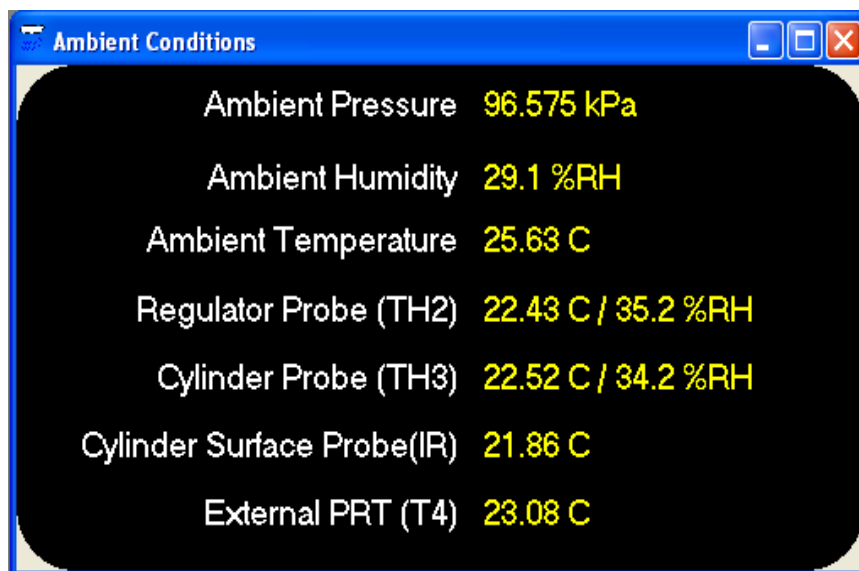 Ambient Conditions
Ambient Pressure 96.575 kPa
Ambient Humidity 29.1 %RH
Ambient Temperature 25.63 C
Regulator Probe (TH2) 22.43 C / 35.2 %RH
Cylinder Probe (TH3) 22.52 C / 34.2 %RH
Cylinder Surface Probe(IR) 21.86 C
External PRT (T4) 23.08 C